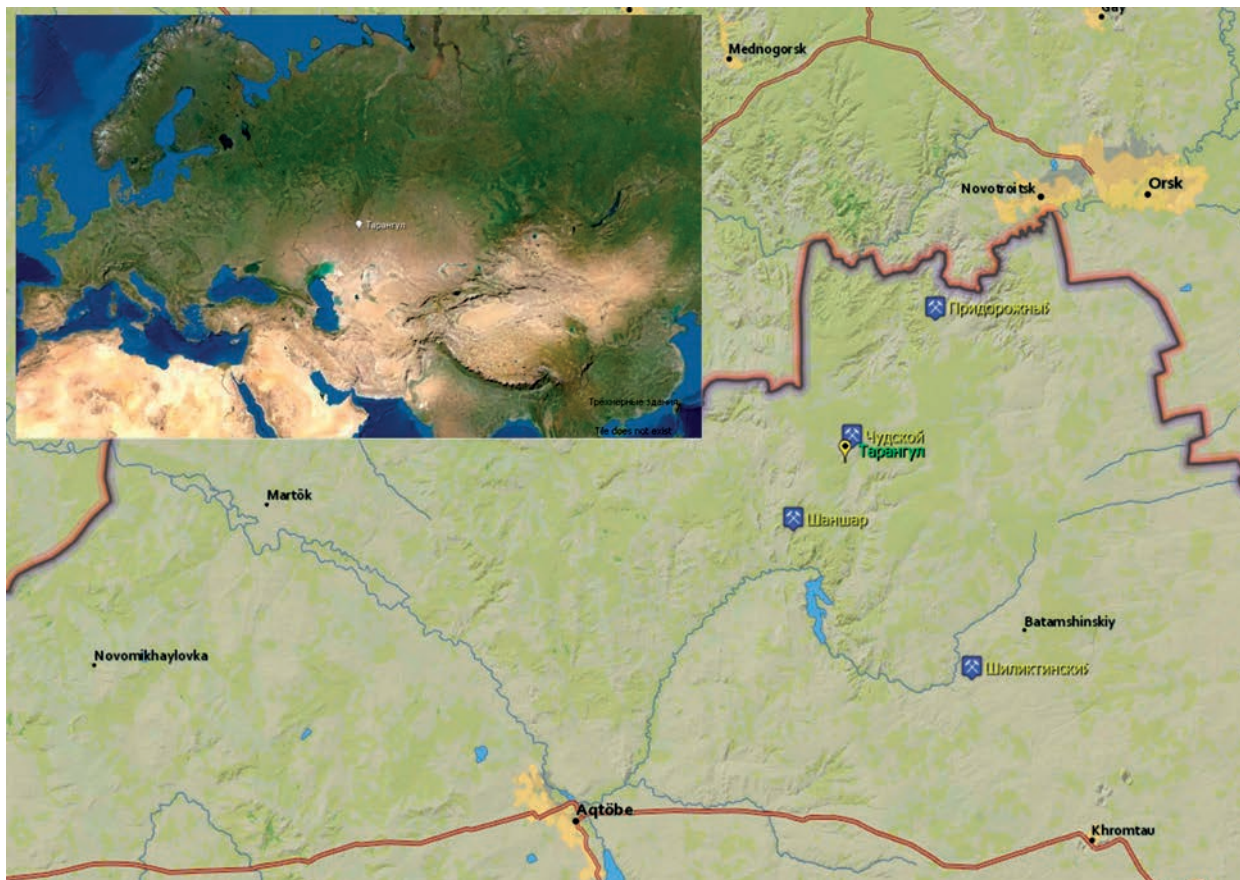 Gay
Mednogorsk
Тарангул
Novotroitsk
Orsk
Придорожный
Трёхмерные здания
Tile does not exist
Чудской
Тарангул
Martök
Шаншар
Batamshinskiy
Novomikhaylovka
Шиликтинский
Aqtöbe
Khromtau